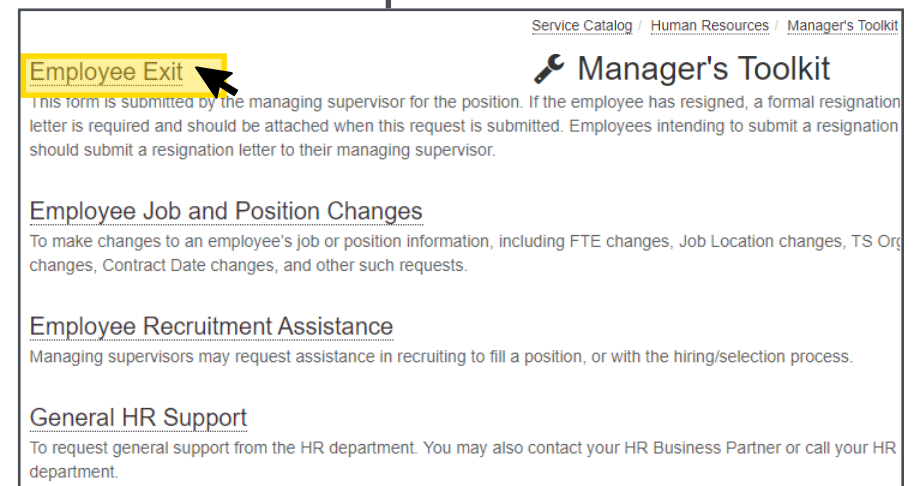 Service Catalog / Human Resources / Manager's Toolkit
Employee Exit
Manager's Toolkit
This form is submitted by the managing supervisor for the position. If the employee has resigned, a formal resignation
letter is required and should be attached when this request is submitted. Employees intending to submit a resignation
should submit a resignation letter to their managing supervisor.
Employee Job and Position Changes
To make changes to an employee’s job or position information, including FTE changes, Job Location changes, TS Org
changes, Contract Date changes, and other such requests.
Employee Recruitment Assistance
Managing supervisors may request assistance in recruiting to fill a position, or with the hiring/selection process.
General HR Support
To request general support from the HR department. You may also contact your HR Business Partner or call your HR
department.